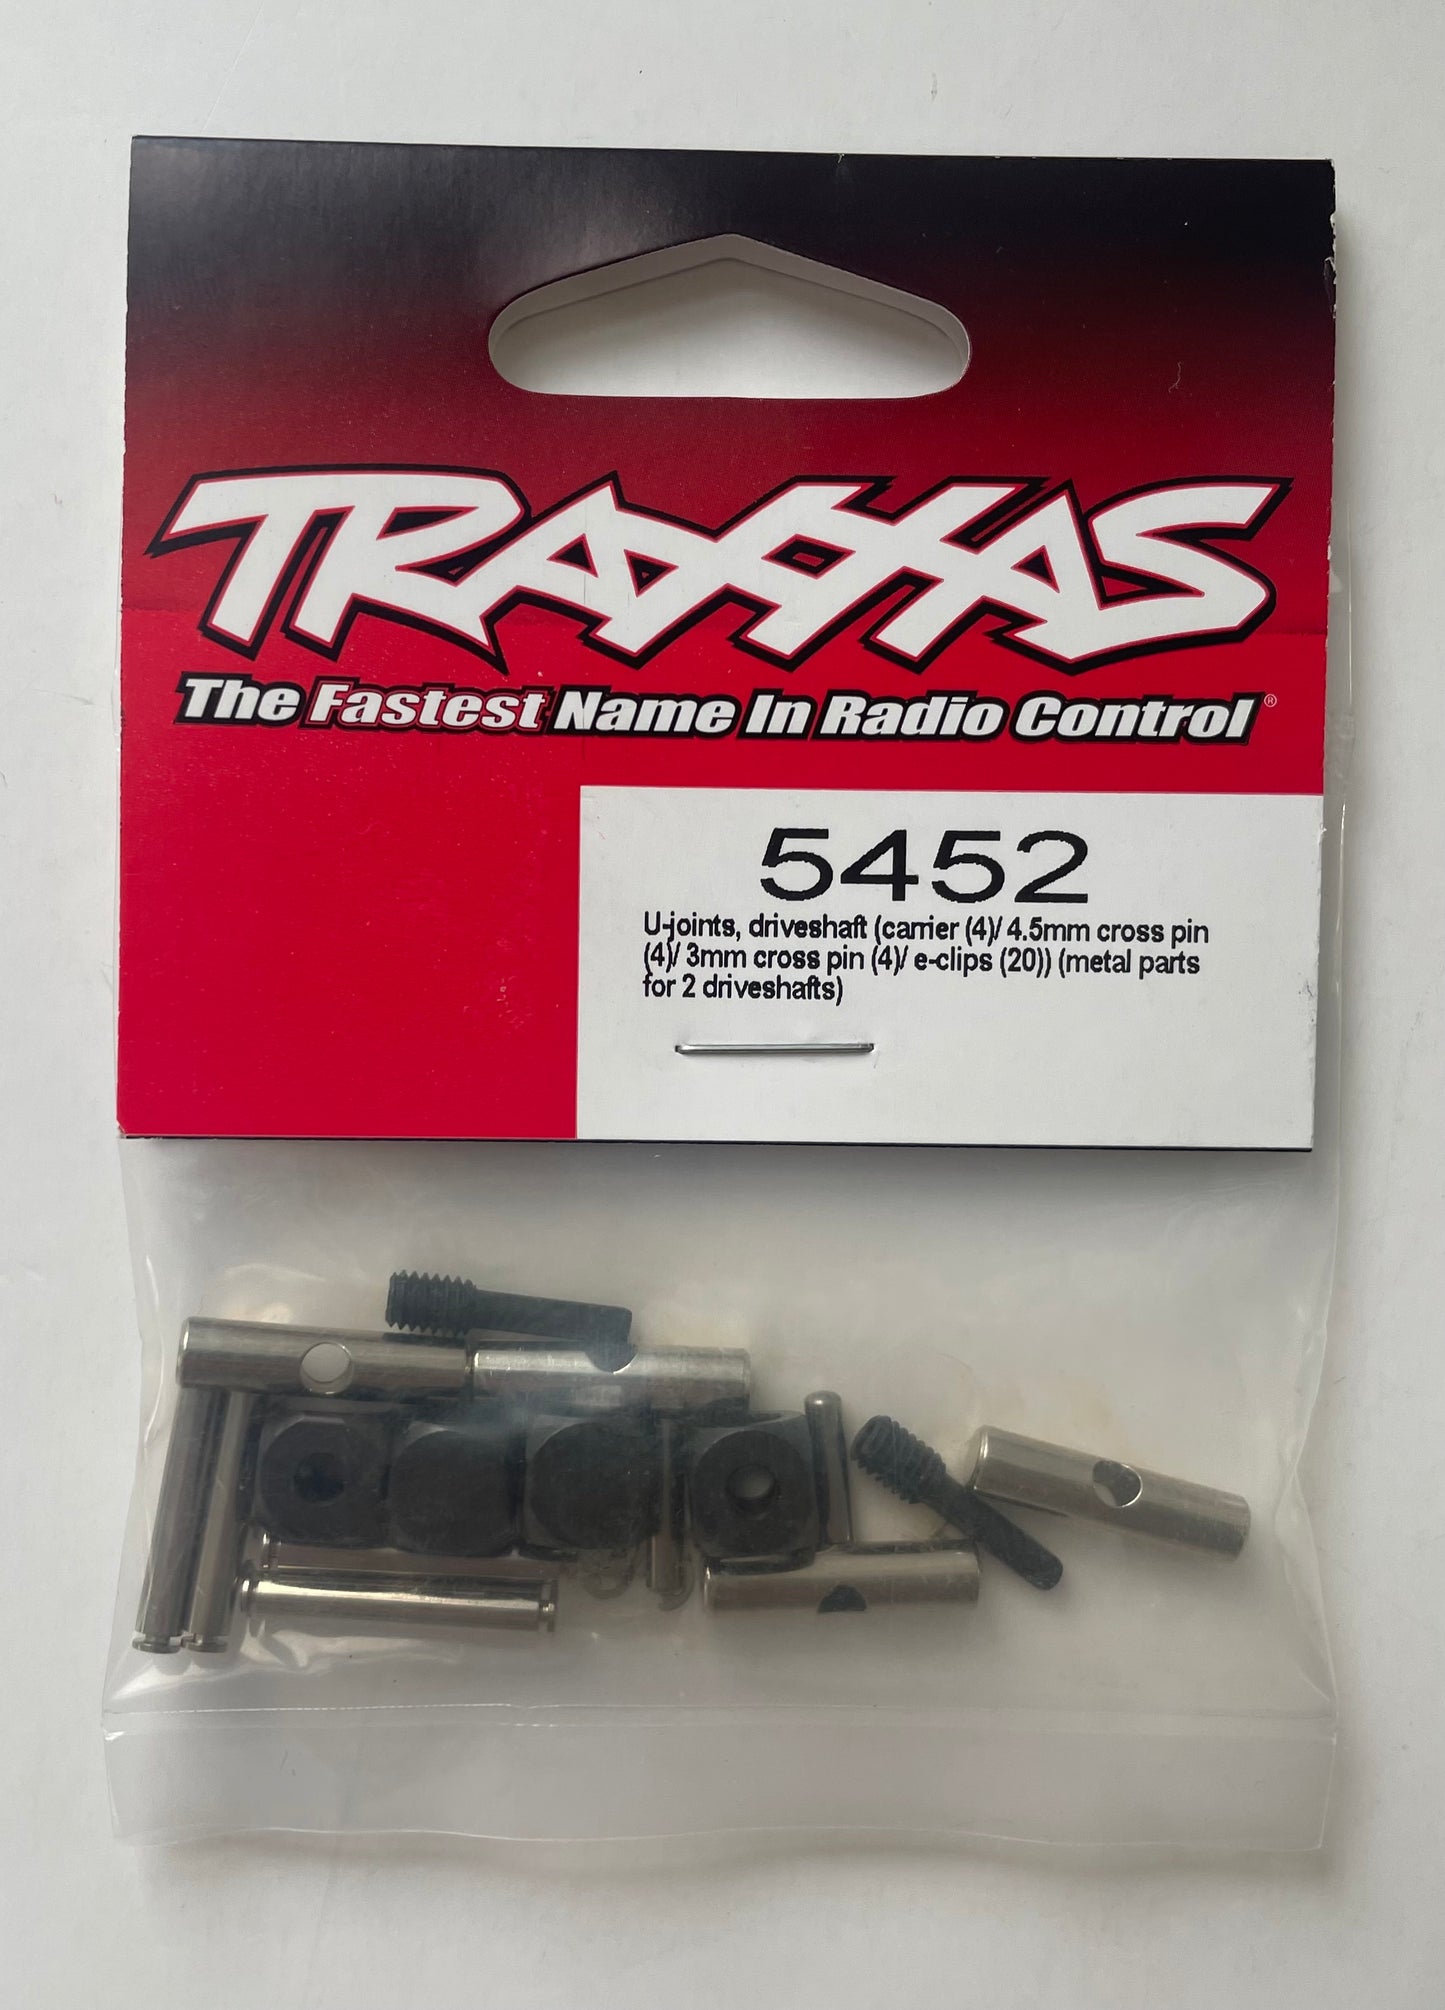 TRAXXAS
The Fastest Name In Radio Control®
5452
U-joints, driveshaft (carrier (4)/ 4.5mm cross pin
(4)/ 3mm cross pin (4)/ e-clips (20)) (metal parts
for 2 driveshafts)